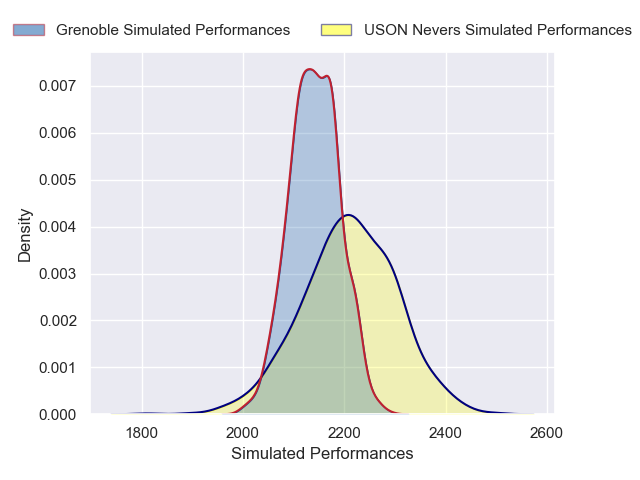 Grenoble Simulated Performances USON Nevers Simulated Performances
0.007
0.006
0.005
0.004
0.003
0.002
0.001
0.000
Density
1800 2000 2200 2400 2600
Simulated Performances